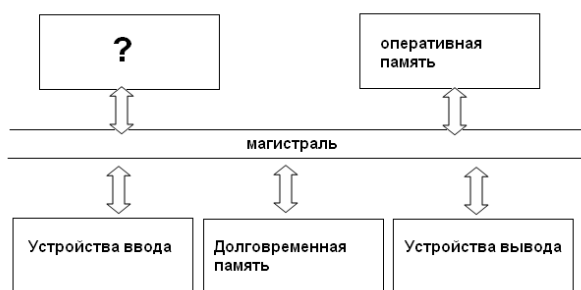 ?
оперативная
память
магистраль
Устройства ввода
Долговременная
память
Устройства вывода